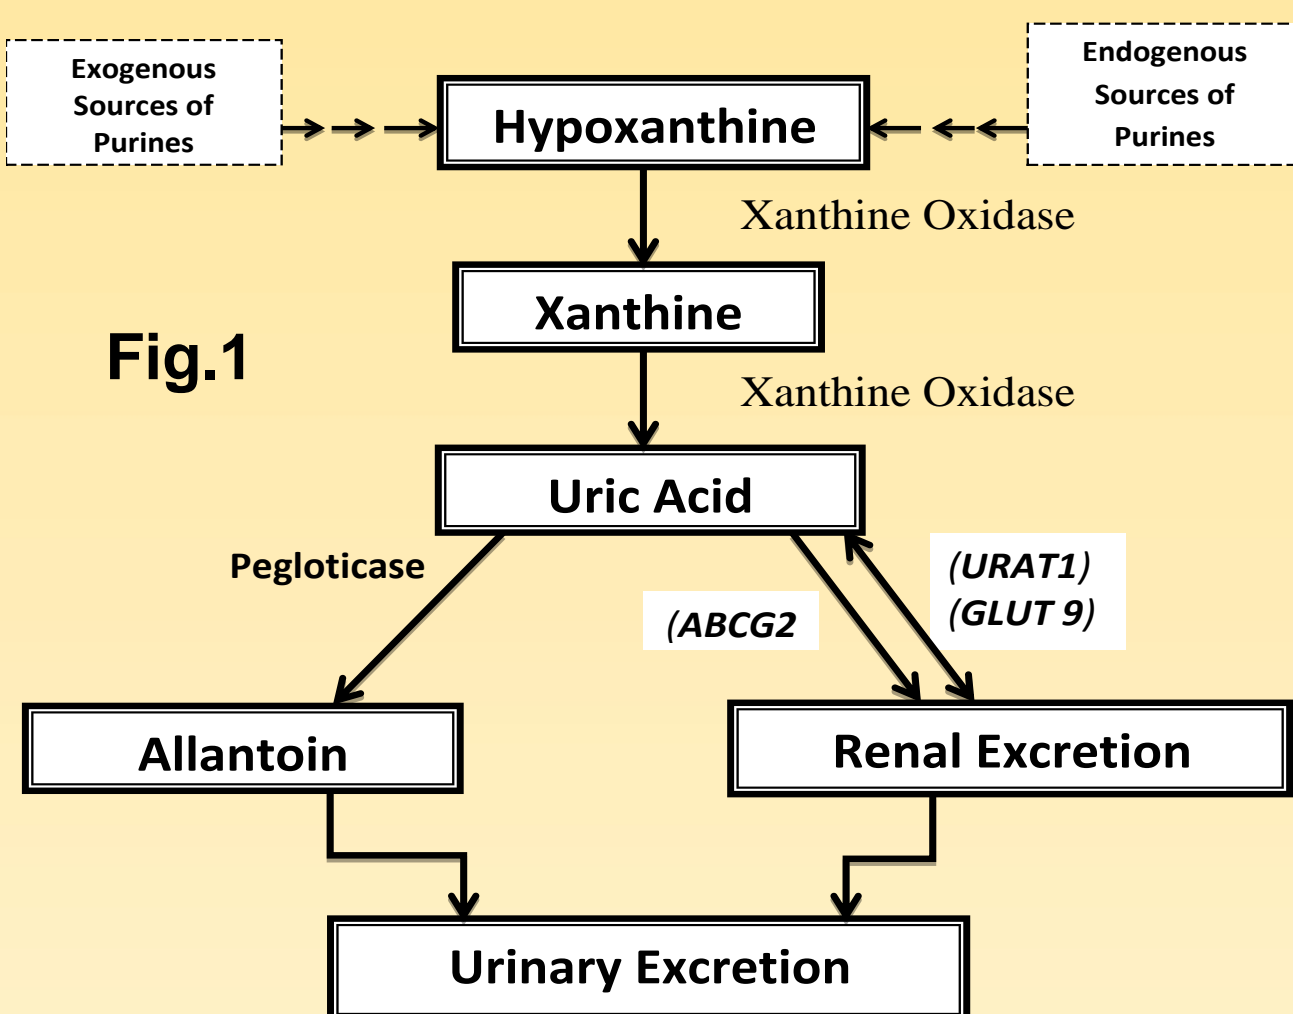 Exogenous
Sources of
Purines
Endogenous
Sources of
Purines
Hypoxanthine
Xanthine Oxidase
Xanthine
Fig.1
Xanthine Oxidase
Uric Acid
Pegloticase
(URAT1)
(GLUT 9)
(ABCG2
Allantoin
Renal Excretion
Urinary Excretion